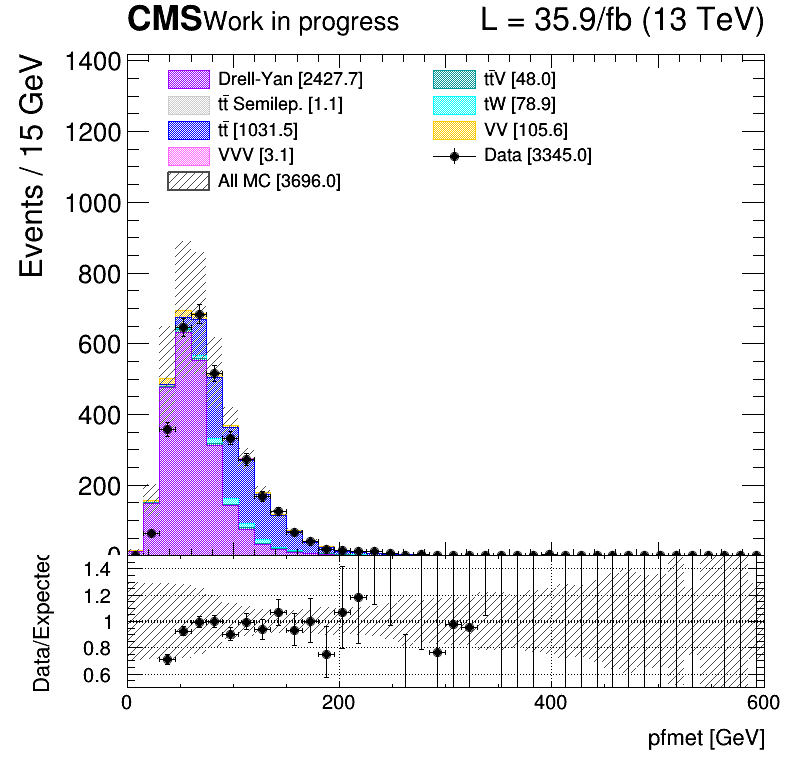 CMS Work in progress L = 35.9/fb (13 TeV)
Events / 15 GeV
1400
1200
1000
800
600
400
200
0
Drell-Yan [2427.7]
tt̄ Semilep. [1.1]
tt̄ [1031.5]
VVV [3.1]
All MC [3696.0]
tt̄V [48.0]
tW [78.9]
VV [105.6]
Data [3345.0]
Data/Expected
1.4
1.2
1
0.8
0.6
0 200 400 600
pfmet [GeV]